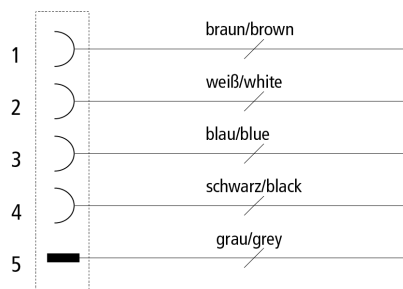 braun/brown
1
weiß/white
2
blau/blue
3
schwarz/black
4
grau/grey
5